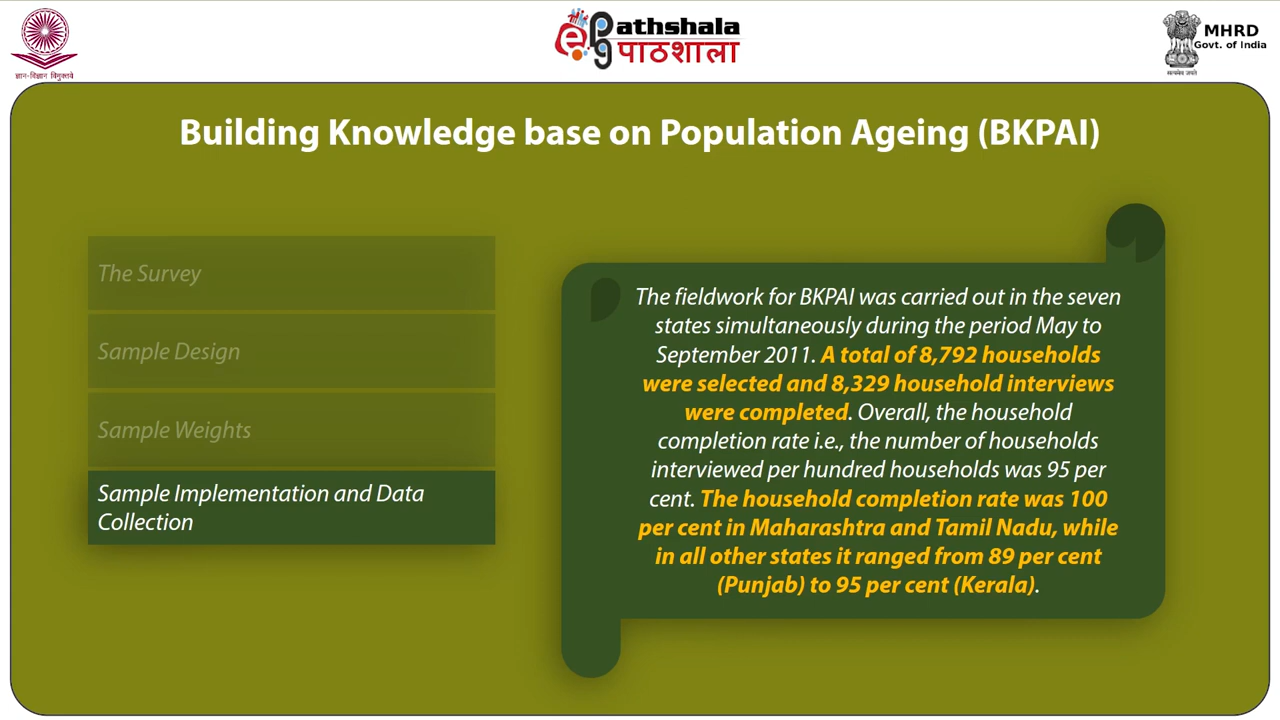 ज्ञान-विज्ञान विमुक्तये
ePathshala
पाठशाला
MHRD
Govt. of India
सत्यमेव जयते
Building Knowledge base on Population Ageing (BKPAI)
The Survey
Sample Design
Sample Weights
Sample Implementation and Data
Collection
The fieldwork for BKPAI was carried out in the seven
states simultaneously during the period May to
September 2011. A total of 8,792 households
were selected and 8,329 household interviews
were completed. Overall, the household
completion rate i.e., the number of households
interviewed per hundred households was 95 per
cent. The household completion rate was 100
per cent in Maharashtra and Tamil Nadu, while
in all other states it ranged from 89 per cent
(Punjab) to 95 per cent (Kerala).